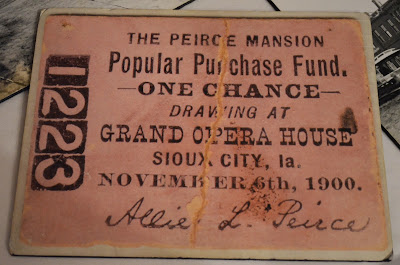 THE PEIRCE MANSION
Popular Purchase Fund.
—ONE CHANCE—
DRAWING AT
GRAND OPERA HOUSE
SIOUX CITY, Ia.
NOVEMBER 6th, 1900.
Allie L. Peirce
1223